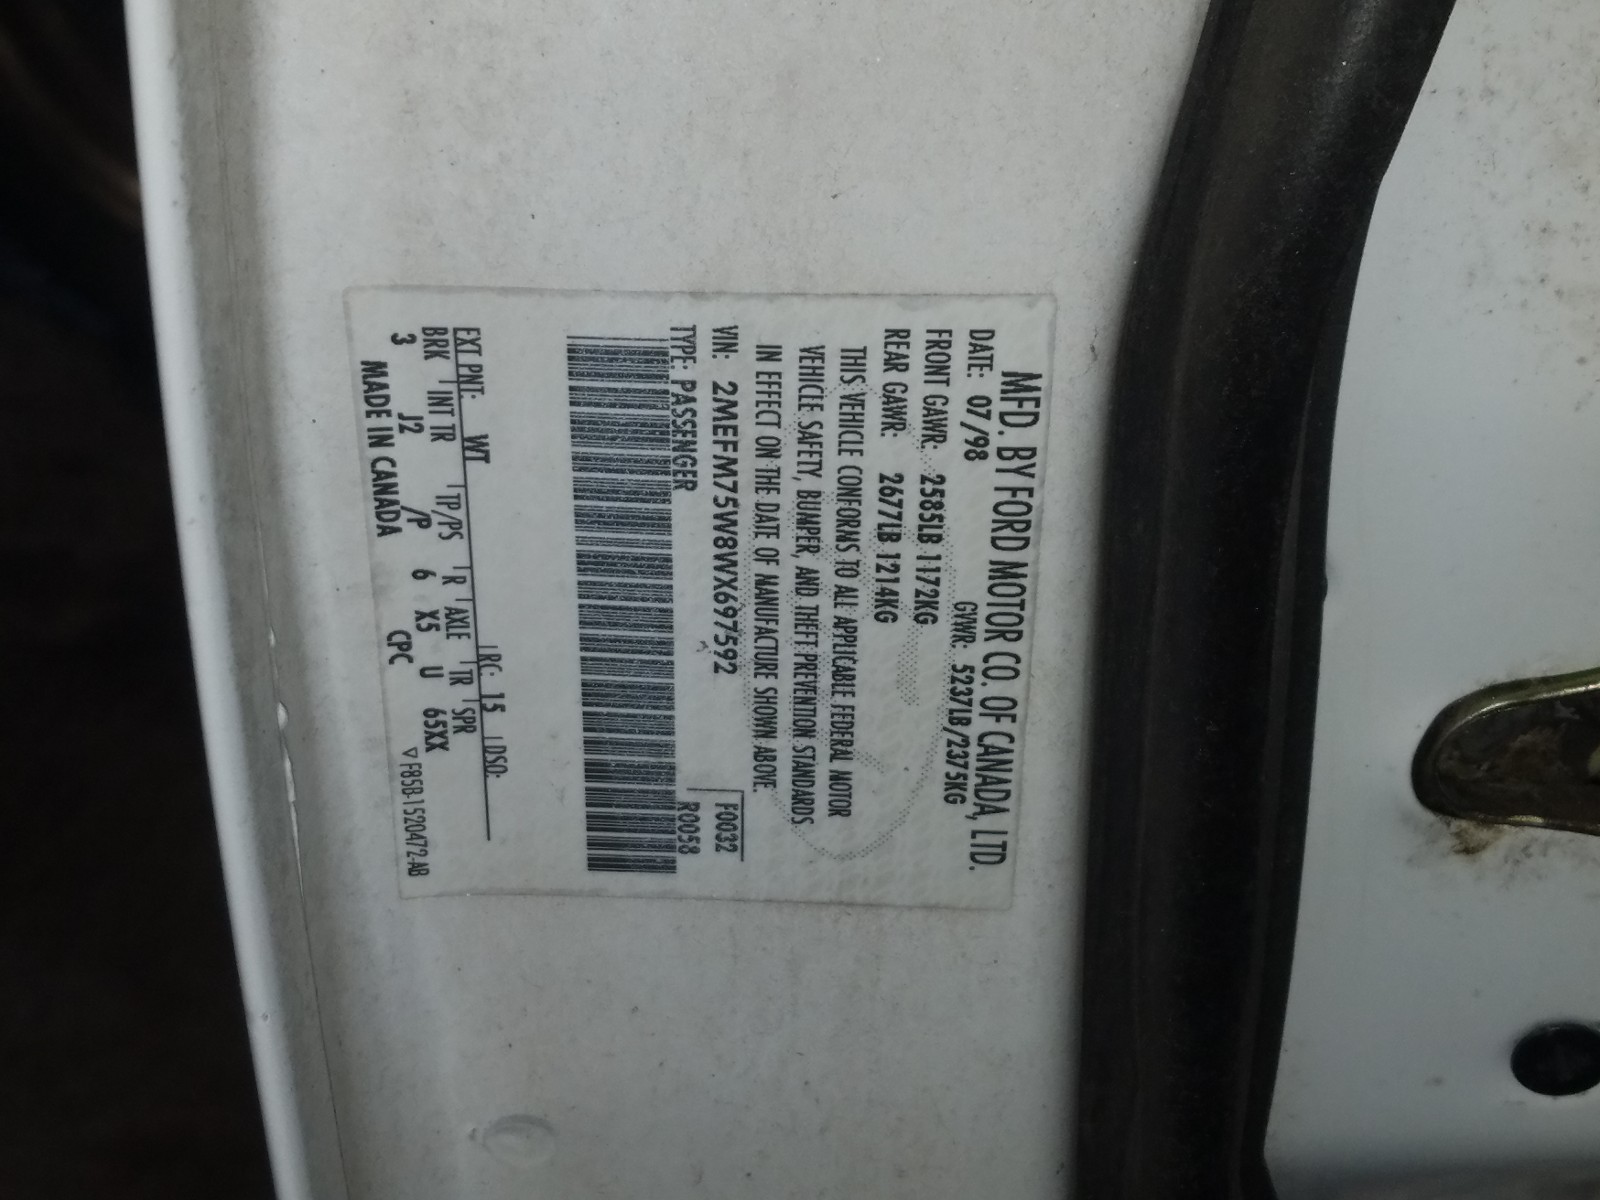 MFD. BY FORD MOTOR CO. OF CANADA, LTD.
DATE: 07/98 GVWR: 5237LB/2375KG
FRONT GAWR: 2585LB 1172KG
REAR GAWR: 2677LB 1214KG
THIS VEHICLE CONFORMS TO ALL APPLICABLE FEDERAL MOTOR
VEHICLE SAFETY, BUMPER, AND THEFT PREVENTION STANDARDS
IN EFFECT ON THE DATE OF MANUFACTURE SHOWN ABOVE.
VIN: 2MEFM75W8WX697592 F0032
TYPE: PASSENGER R0058
EXT PNT: WT RC: 15 DSO:
BRK INT TR TP/PS R AXLE TR SPR
3 J2 /P 6 X5 U 65XX
MADE IN CANADA CPC ▽ F85B-1520472-AB